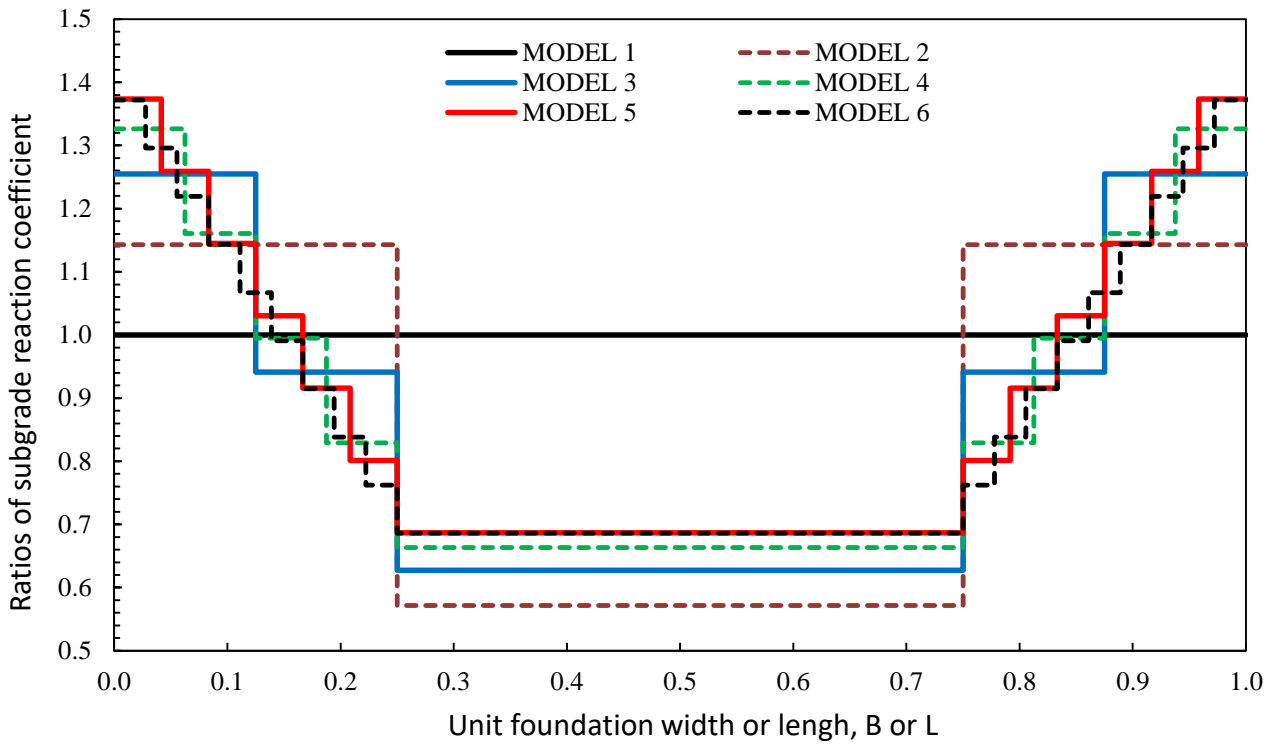 1.5
1.4
1.3
1.2
1.1
1.0
0.9
0.8
0.7
0.6
0.5
Ratios of subgrade reaction coefficient
MODEL 1 MODEL 2
MODEL 3 MODEL 4
MODEL 5 MODEL 6
0.0 0.1 0.2 0.3 0.4 0.5 0.6 0.7 0.8 0.9 1.0
Unit foundation width or lengh, B or L